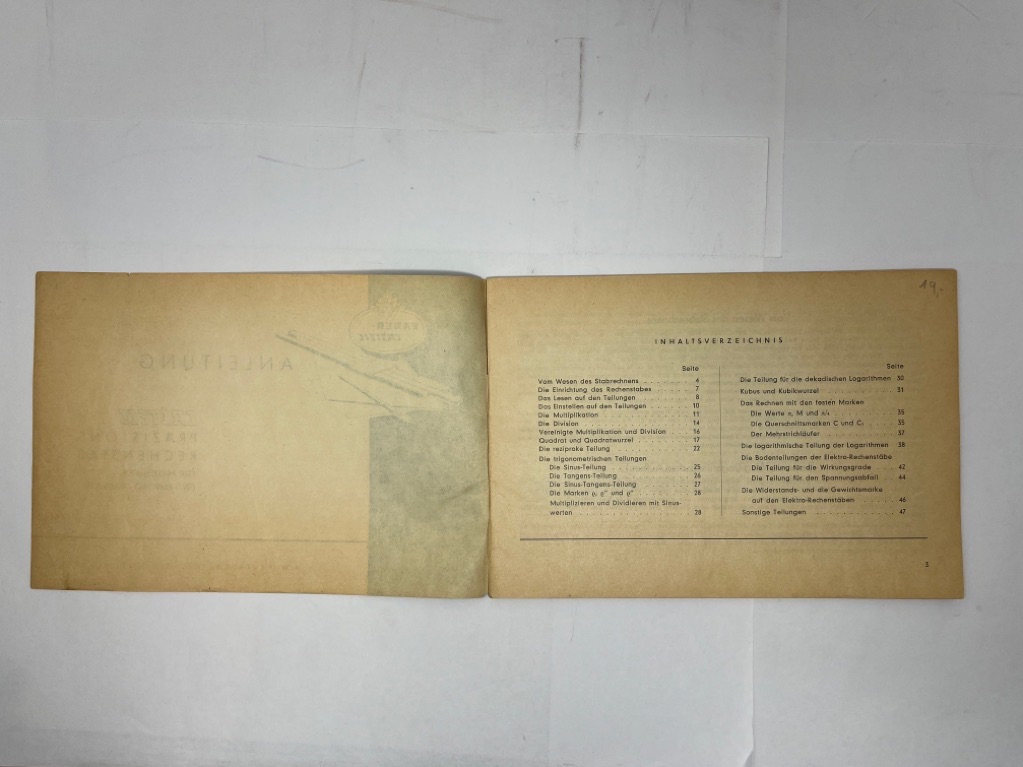 FABER-
CASTELL
ANLEITUNG
PRÄZI
19,-
INHALTSVERZEICHNIS
Seite
Vom Wesen des Stabrechnens . . . . . . . . . 6
Die Einrichtung des Rechenstabes . . . . . . . 7
Das Lesen auf den Teilungen . . . . . . . . . 8
Das Einstellen auf den Teilungen . . . . . . . 10
Die Multiplikation . . . . . . . . . . . . . 11
Die Division . . . . . . . . . . . . . . . 14
Vereinigte Multiplikation und Division . . . . . 16
Quadrat und Quadratwurzel . . . . . . . . . 17
Die reziproke Teilung . . . . . . . . . . . . 22
Die trigonometrischen Teilungen
Die Sinus-Teilung . . . . . . . . . . . . 25
Die Tangens-Teilung . . . . . . . . . . . 26
Die Sinus-Tangens-Teilung . . . . . . . . . 27
Die Marken ϱ, ϱ′ und ϱ″ . . . . . . . . . 28
Multiplizieren und Dividieren mit Sinus-
werten . . . . . . . . . . . . . . . . 28
Seite
Die Teilung für die dekadischen Logarithmen 30
Kubus und Kubikwurzel . . . . . . . . . . . 31
Das Rechnen mit den festen Marken
Die Werte π, M und π/4 . . . . . . . . . . 35
Die Querschnittsmarken C und C₁ . . . . . . 35
Der Mehrstrichläufer . . . . . . . . . . . 37
Die logarithmische Teilung der Logarithmen 38
Die Bodenteilungen der Elektro-Rechenstäbe
Die Teilung für die Wirkungsgrade . . . . . 42
Die Teilung für den Spannungsabfall . . . . 44
Die Widerstands- und die Gewichtsmarke
auf den Elektro-Rechenstäben . . . . . . . 46
Sonstige Teilungen . . . . . . . . . . . . . 47